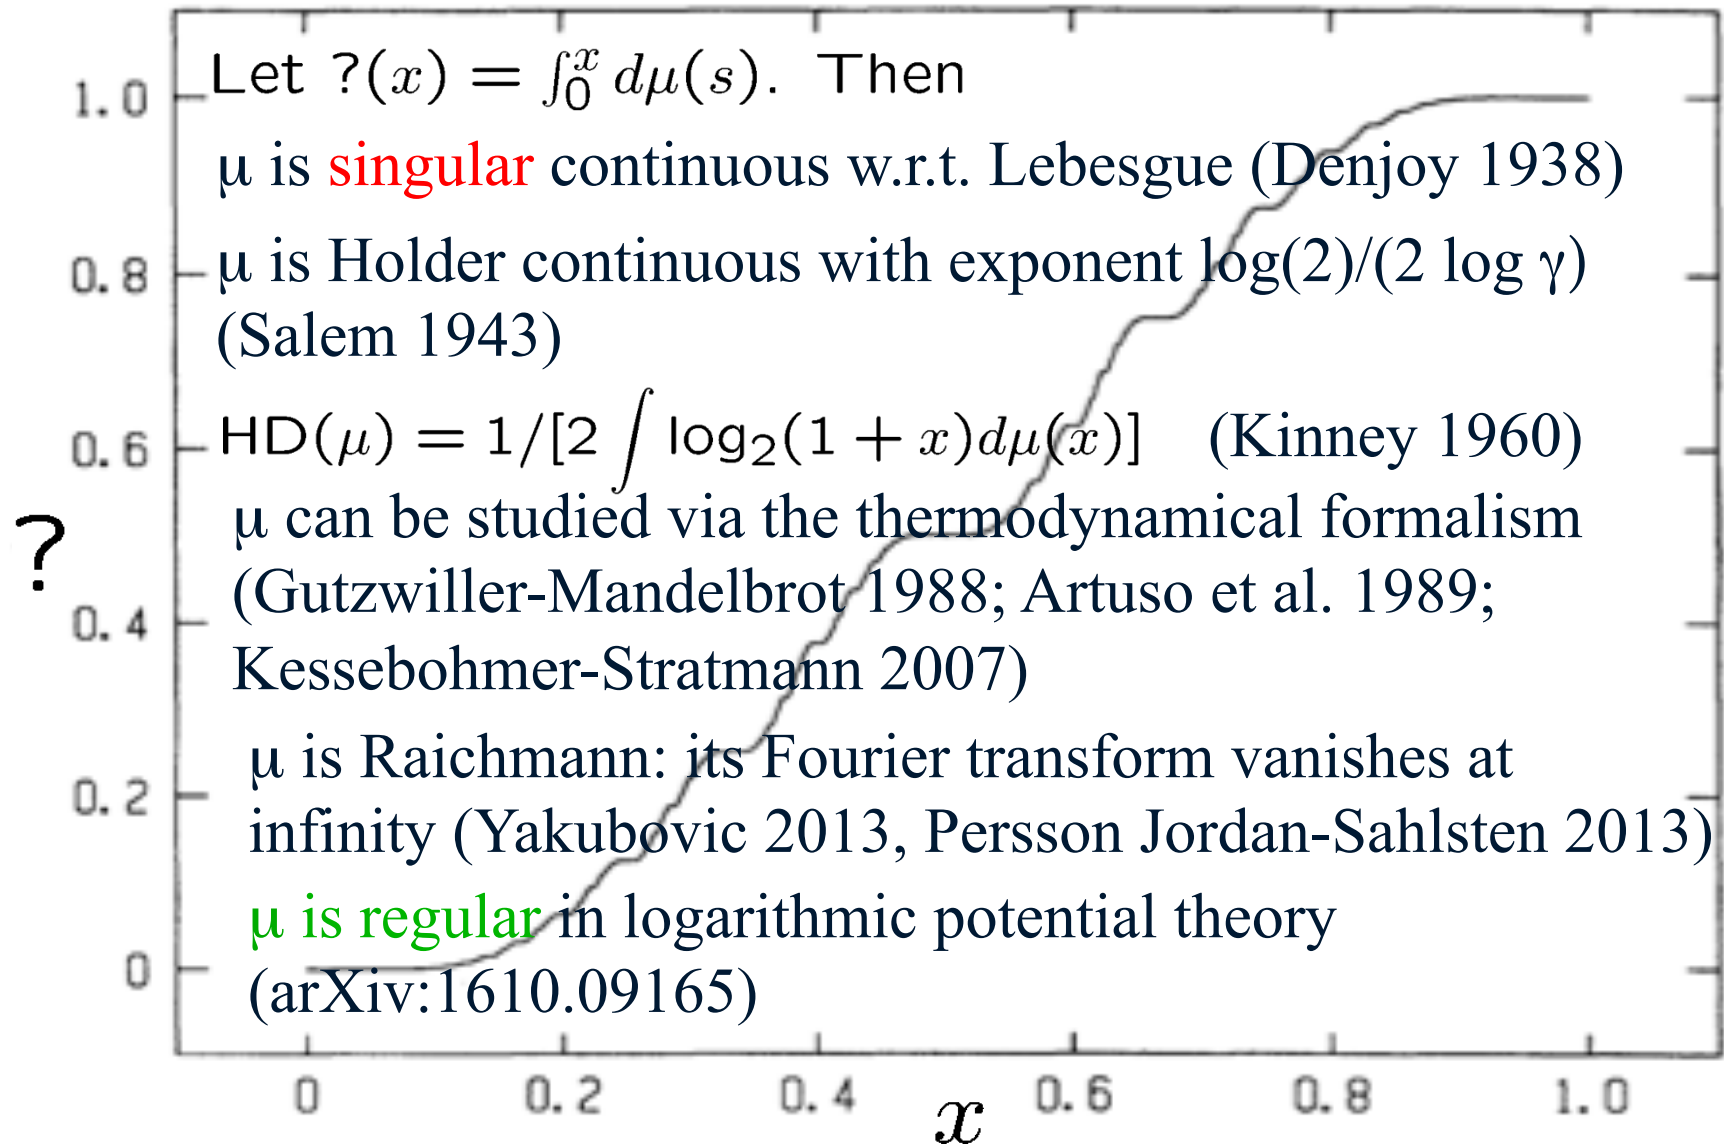 Let ?(x) = ∫₀ˣ dμ(s). Then
μ is singular continuous w.r.t. Lebesgue (Denjoy 1938)
μ is Holder continuous with exponent log(2)/(2 log γ)
(Salem 1943)
HD(μ) = 1/[2 ∫ log₂(1 + x)dμ(x)] (Kinney 1960)
μ can be studied via the thermodynamical formalism
(Gutzwiller-Mandelbrot 1988; Artuso et al. 1989;
Kessebohmer-Stratmann 2007)
μ is Raichmann: its Fourier transform vanishes at
infinity (Yakubovic 2013, Persson Jordan-Sahlsten 2013)
μ is regular in logarithmic potential theory
(arXiv:1610.09165)
?
1.0
0.8
0.6
0.4
0.2
0
0 0.2 0.4 0.6 0.8 1.0
x